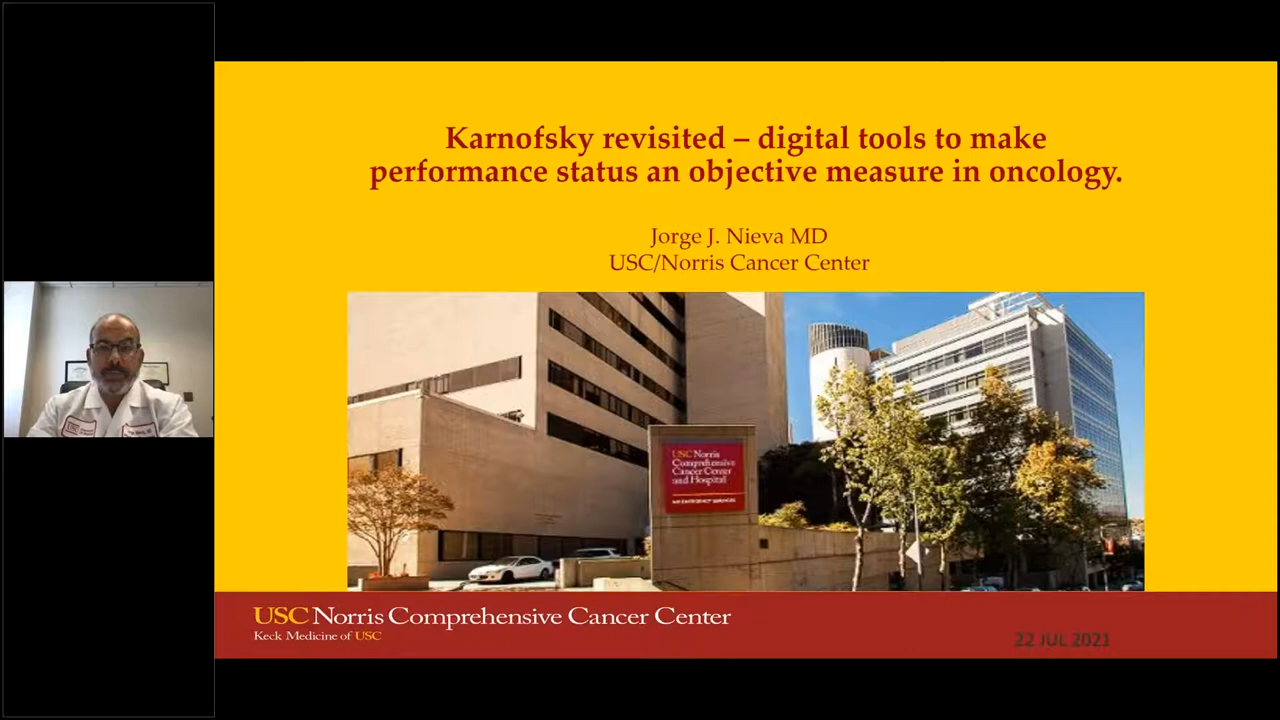 Karnofsky revisited – digital tools to make
performance status an objective measure in oncology.
Jorge J. Nieva MD
USC/Norris Cancer Center
USC Norris
Comprehensive
Cancer Center
and Hospital
USC Norris Comprehensive Cancer Center
Keck Medicine of USC
22 JUL 2021